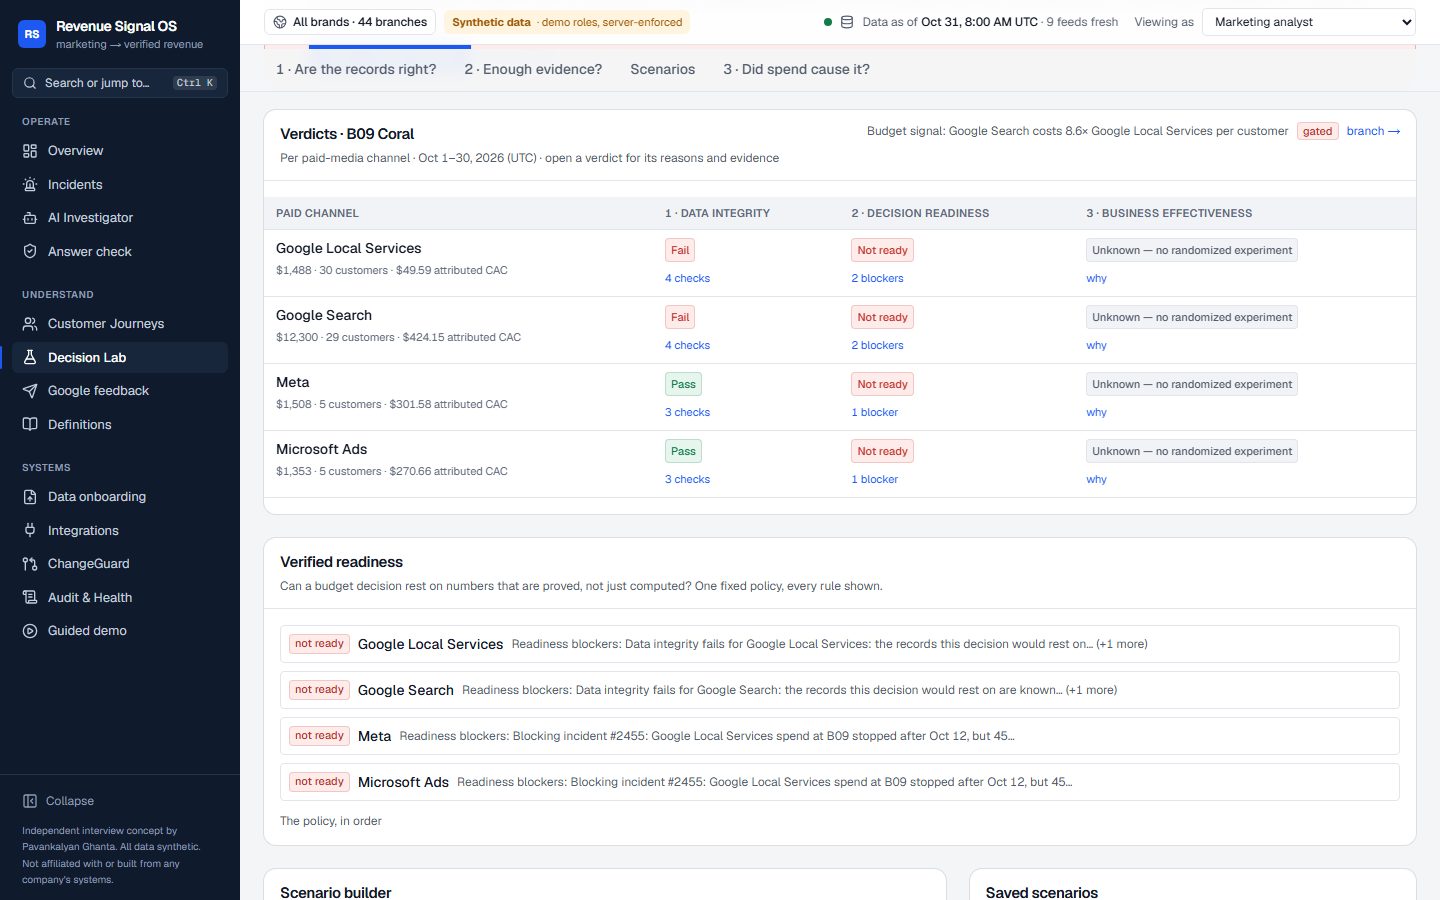 RS
Revenue Signal OS
marketing → verified revenue
Search or jump to...
Ctrl K
OPERATE
Overview
Incidents
AI Investigator
Answer check
UNDERSTAND
Customer Journeys
Decision Lab
Google feedback
Definitions
SYSTEMS
Data onboarding
Integrations
ChangeGuard
Audit & Health
Guided demo
Collapse
Independent interview concept by
Pavankalyan Ghanta. All data synthetic.
Not affiliated with or built from any
company's systems.
All brands · 44 branches
Synthetic data · demo roles, server-enforced
Data as of Oct 31, 8:00 AM UTC · 9 feeds fresh
Viewing as
Marketing analyst
1 · Are the records right?
2 · Enough evidence?
Scenarios
3 · Did spend cause it?
Verdicts · B09 Coral
Budget signal: Google Search costs 8.6× Google Local Services per customer
gated
branch →
Per paid-media channel · Oct 1–30, 2026 (UTC) · open a verdict for its reasons and evidence
PAID CHANNEL
1 · DATA INTEGRITY
2 · DECISION READINESS
3 · BUSINESS EFFECTIVENESS
Google Local Services
$1,488 · 30 customers · $49.59 attributed CAC
Fail
4 checks
Not ready
2 blockers
Unknown — no randomized experiment
why
Google Search
$12,300 · 29 customers · $424.15 attributed CAC
Fail
4 checks
Not ready
2 blockers
Unknown — no randomized experiment
why
Meta
$1,508 · 5 customers · $301.58 attributed CAC
Pass
3 checks
Not ready
1 blocker
Unknown — no randomized experiment
why
Microsoft Ads
$1,353 · 5 customers · $270.66 attributed CAC
Pass
3 checks
Not ready
1 blocker
Unknown — no randomized experiment
why
Verified readiness
Can a budget decision rest on numbers that are proved, not just computed? One fixed policy, every rule shown.
not ready Google Local Services Readiness blockers: Data integrity fails for Google Local Services: the records this decision would rest on… (+1 more)
not ready Google Search Readiness blockers: Data integrity fails for Google Search: the records this decision would rest on are known… (+1 more)
not ready Meta Readiness blockers: Blocking incident #2455: Google Local Services spend at B09 stopped after Oct 12, but 45…
not ready Microsoft Ads Readiness blockers: Blocking incident #2455: Google Local Services spend at B09 stopped after Oct 12, but 45…
The policy, in order
Scenario builder
Saved scenarios